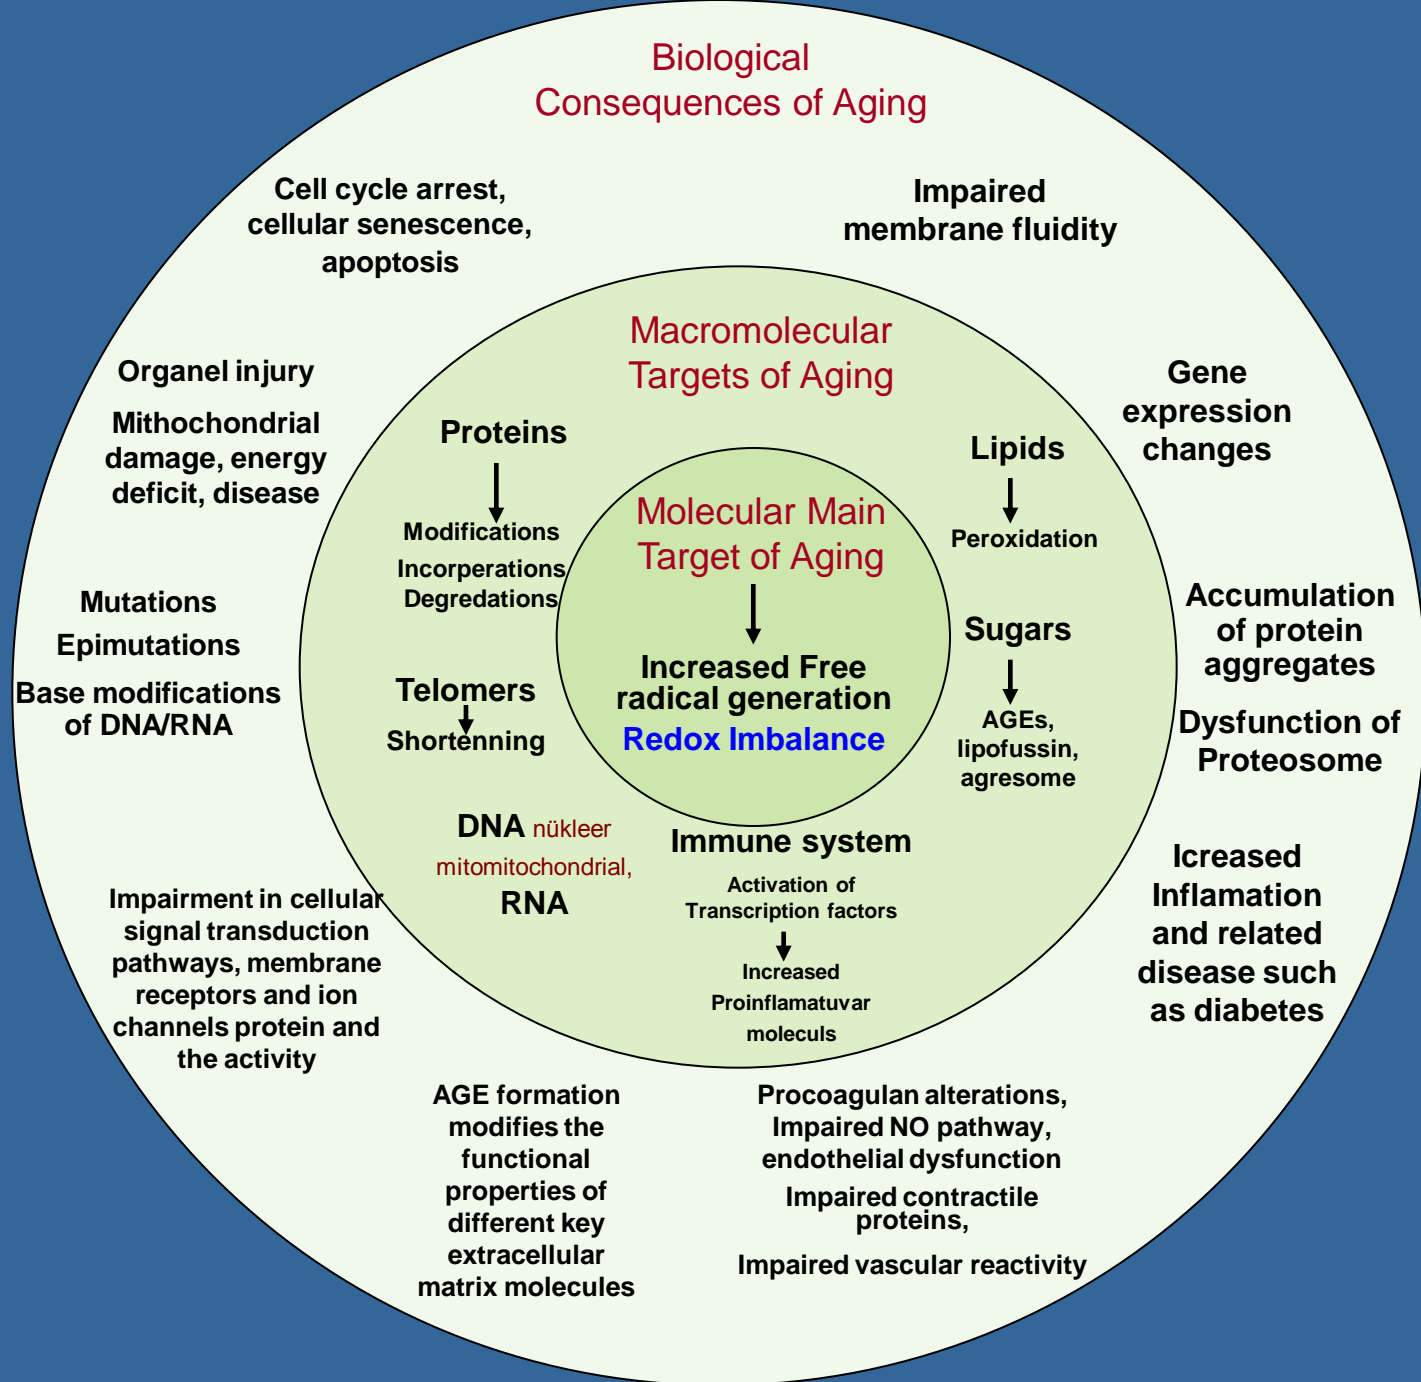 Biological
Consequences of Aging
Cell cycle arrest,
cellular senescence,
apoptosis
Impaired
membrane fluidity
Macromolecular
Targets of Aging
Organel injury
Mithochondrial
damage, energy
deficit, disease
Gene
expression
changes
Proteins
Modifications
Incorperations
Degredations
Lipids
Peroxidation
Molecular Main
Target of Aging
Increased Free
radical generation
Redox Imbalance
Mutations
Epimutations
Base modifications
of DNA/RNA
Telomers
Shortenning
Sugars
AGEs,
lipofussin,
agresome
Accumulation
of protein
aggregates
Dysfunction of
Proteosome
DNA nükleer
mitomitochondrial,
RNA
Immune system
Activation of
Transcription factors
Increased
Proinflamatuvar
moleculs
Icreased
Inflamation
and related
disease such
as diabetes
Impairment in cellular
signal transduction
pathways, membrane
receptors and ion
channels protein and
the activity
AGE formation
modifies the
functional
properties of
different key
extracellular
matrix molecules
Procoagulan alterations,
Impaired NO pathway,
endothelial dysfunction
Impaired contractile
proteins,
Impaired vascular reactivity